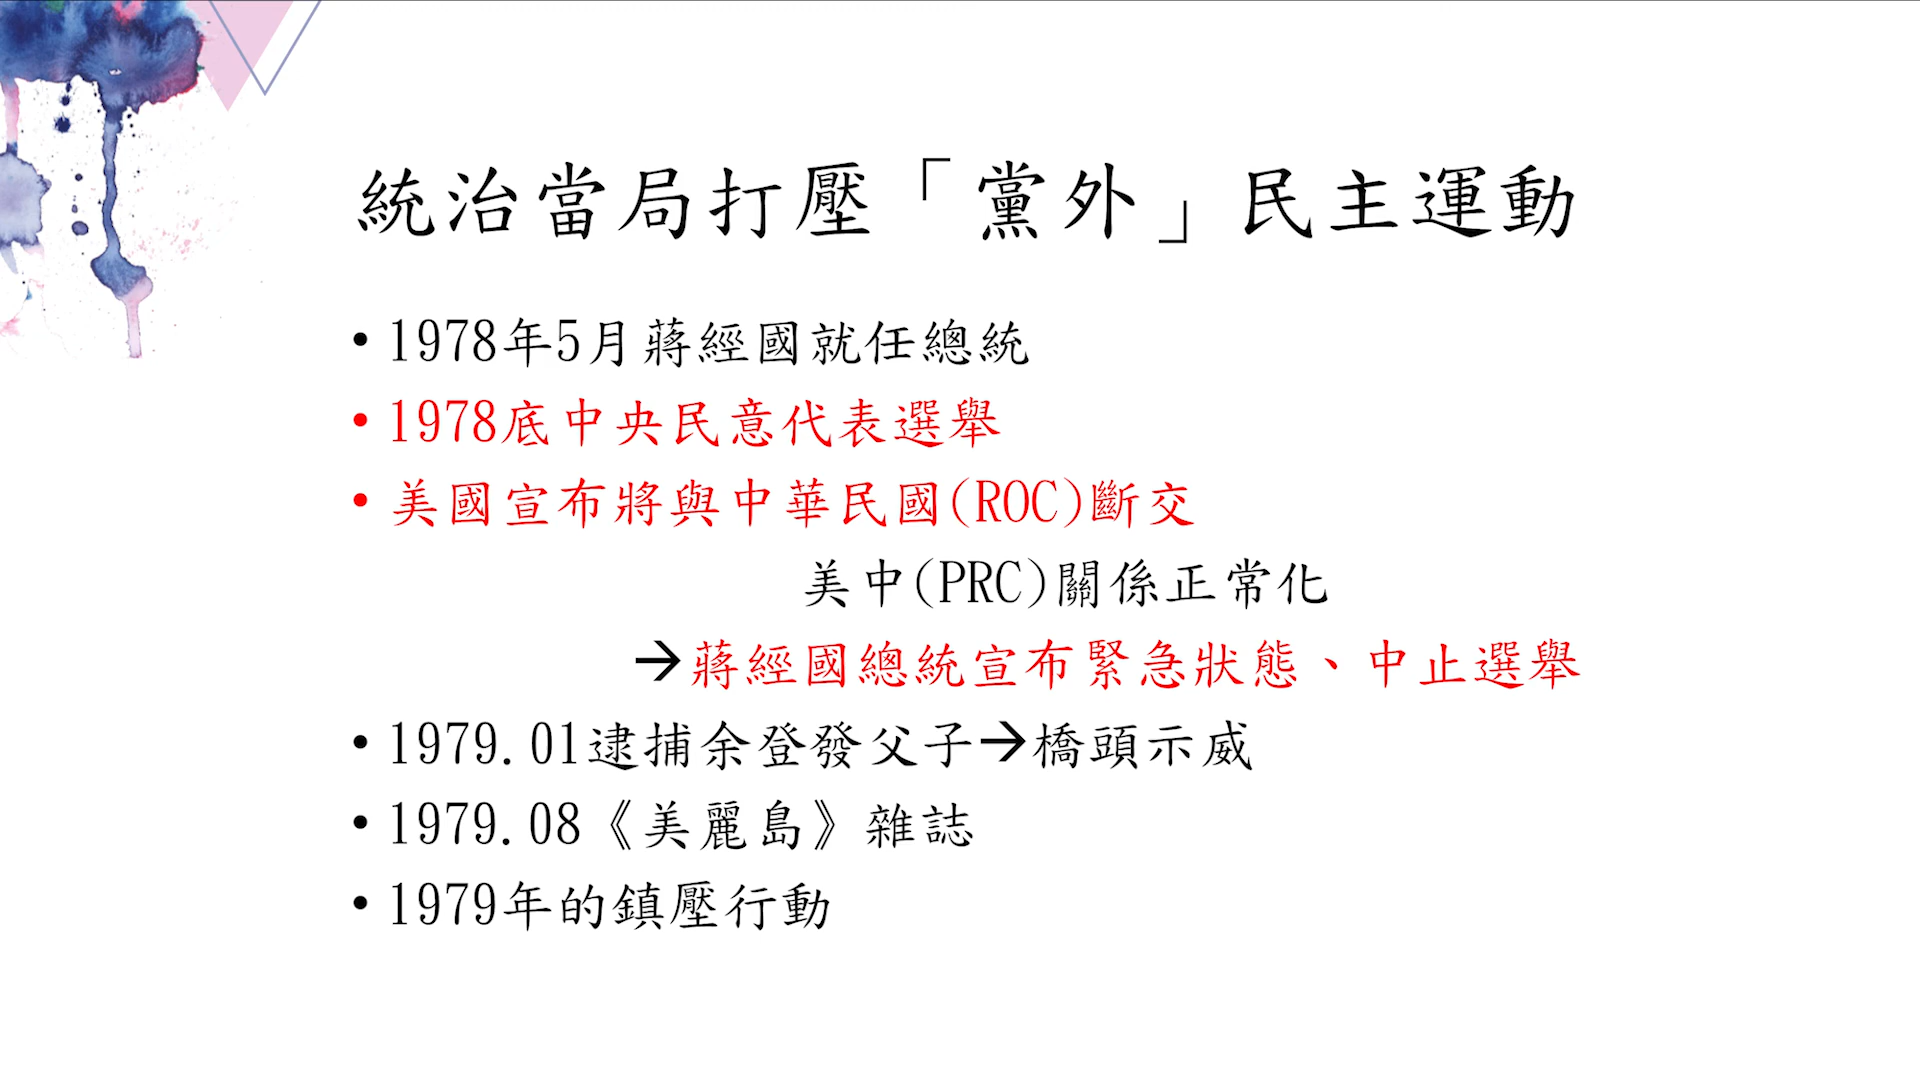 統治當局打壓「黨外」民主運動
• 1978年5月蔣經國就任總統
• 1978底中央民意代表選舉
• 美國宣布將與中華民國(ROC)斷交
美中(PRC)關係正常化
→蔣經國總統宣布緊急狀態、中止選舉
• 1979.01逮捕余登發父子→橋頭示威
• 1979.08《美麗島》雜誌
• 1979年的鎮壓行動